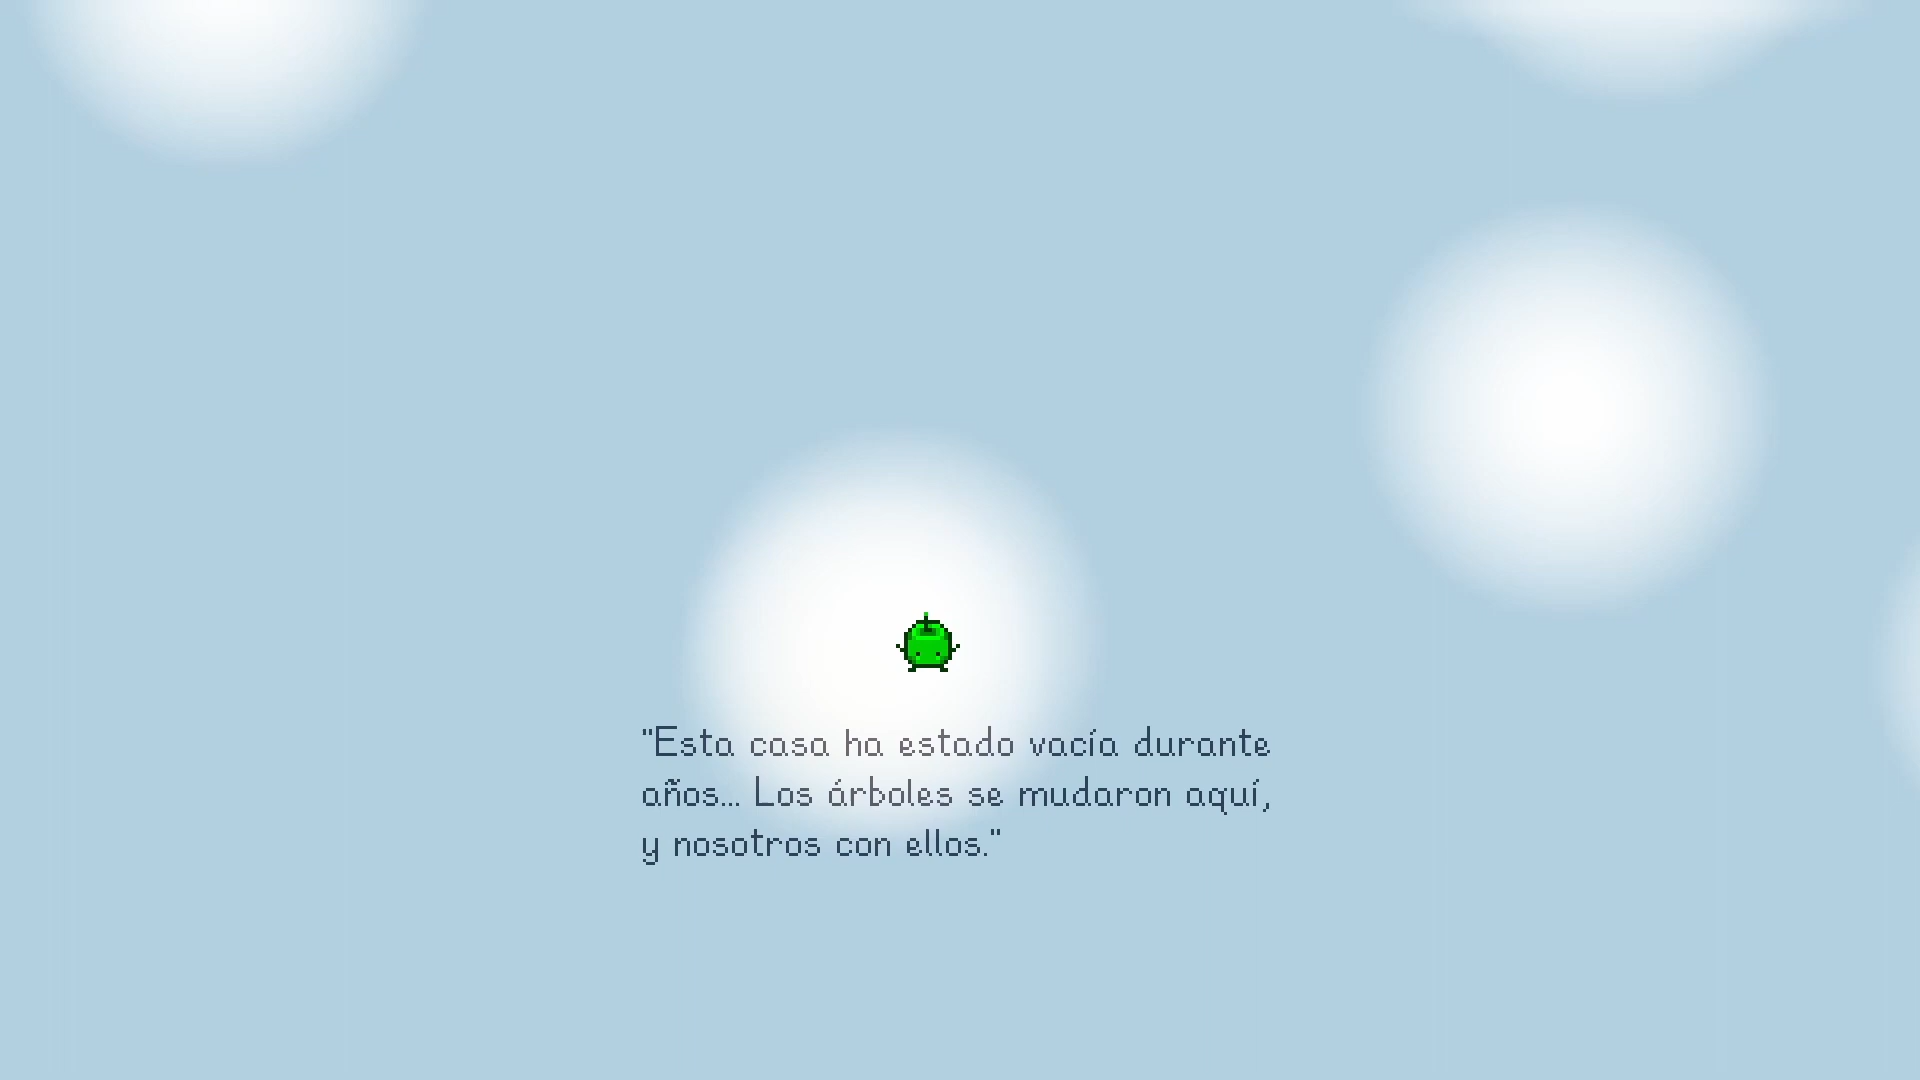 "Esta casa ha estado vacía durante
años... Los árboles se mudaron aquí,
y nosotros con ellos."